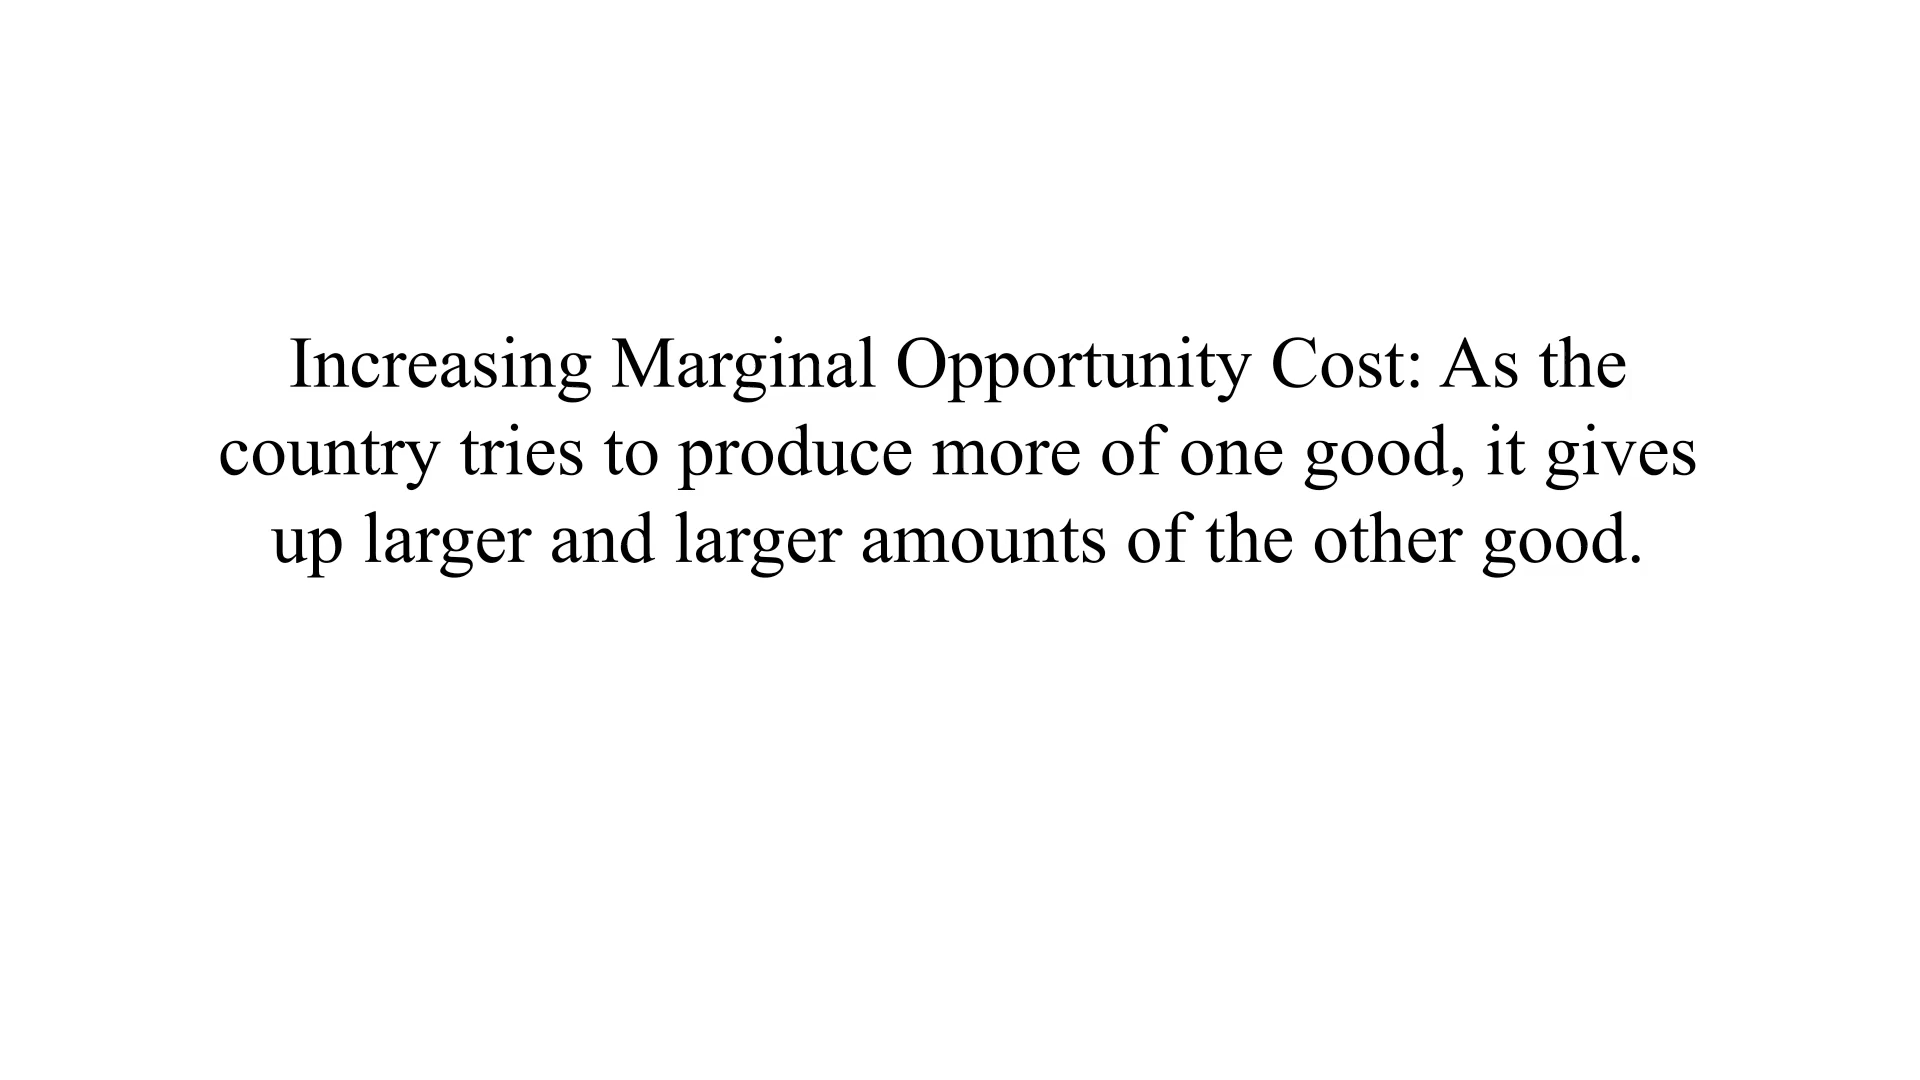 Increasing Marginal Opportunity Cost: As the
country tries to produce more of one good, it gives
up larger and larger amounts of the other good.